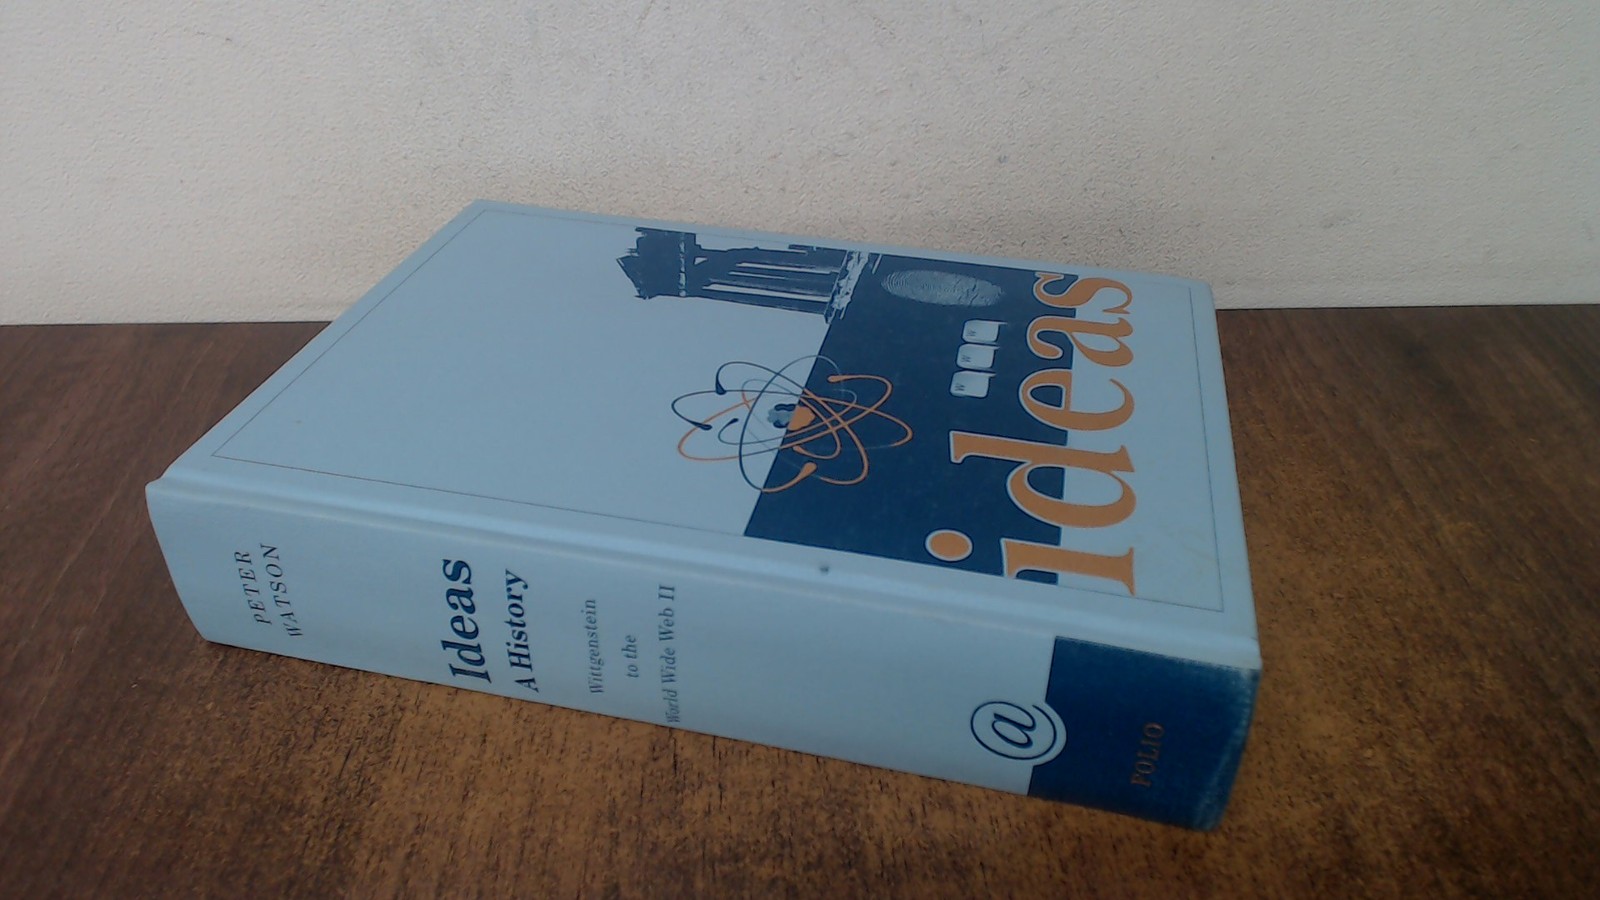 PETER
WATSON
Ideas
A History
Wittgenstein
to the
World Wide Web II
@
FOLIO
ideas
W
W
W